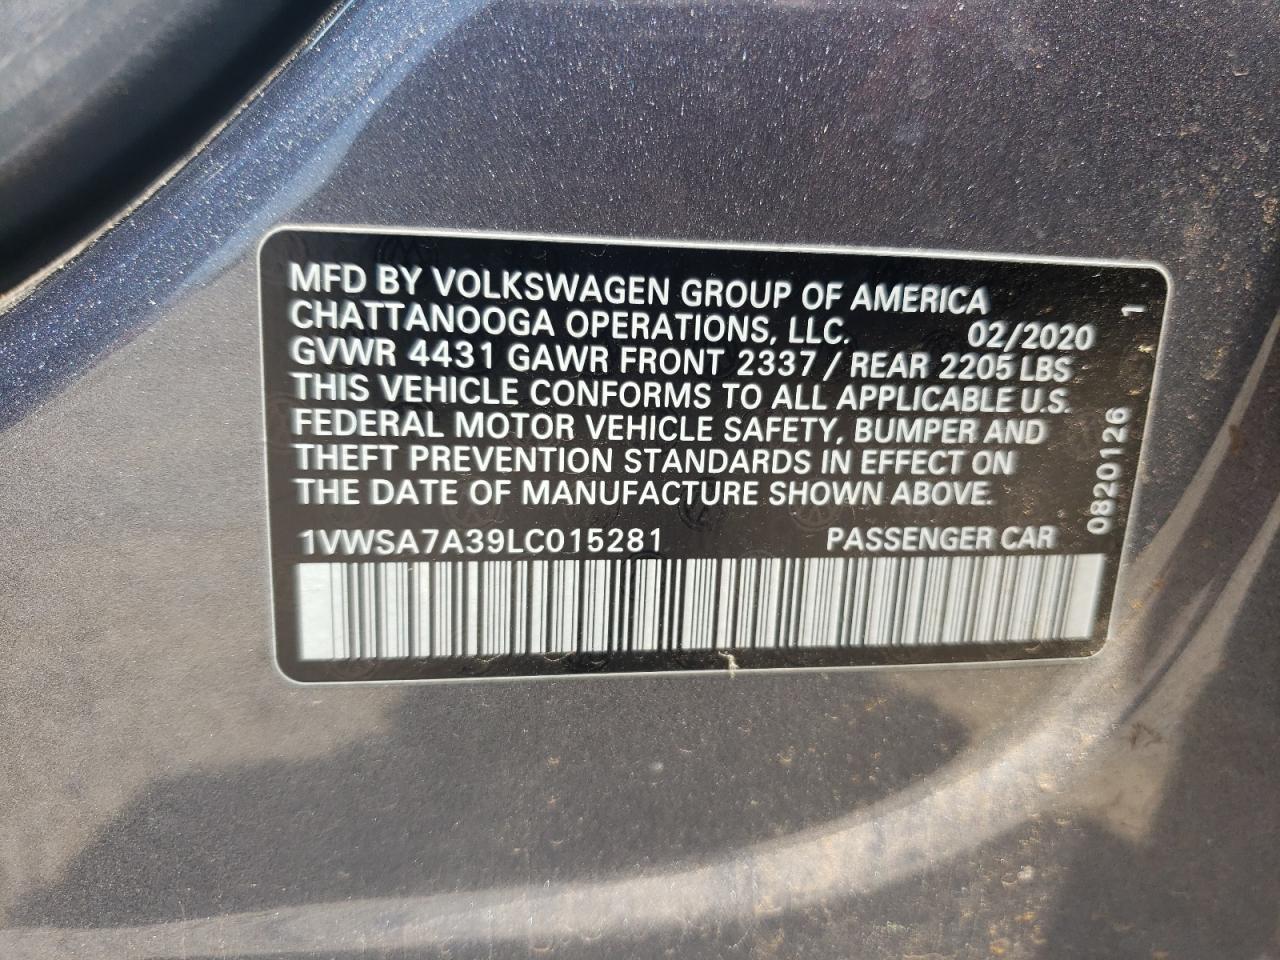 MFD BY VOLKSWAGEN GROUP OF AMERICA
CHATTANOOGA OPERATIONS, LLC. 02/2020
GVWR 4431 GAWR FRONT 2337 / REAR 2205 LBS
THIS VEHICLE CONFORMS TO ALL APPLICABLE U.S.
FEDERAL MOTOR VEHICLE SAFETY, BUMPER AND
THEFT PREVENTION STANDARDS IN EFFECT ON
THE DATE OF MANUFACTURE SHOWN ABOVE.
1VWSA7A39LC015281 PASSENGER CAR
0820126 1